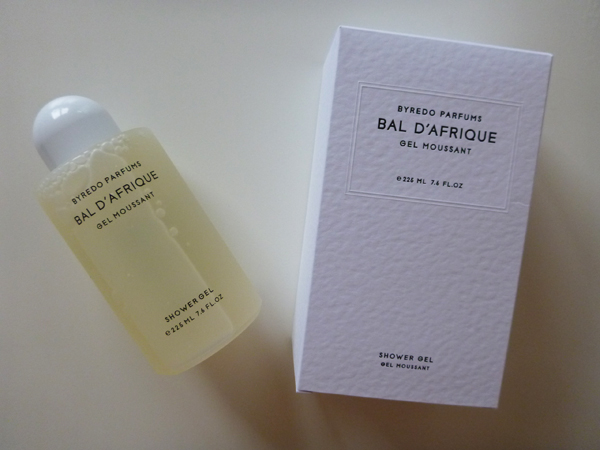 BYREDO PARFUMS
BAL D'AFRIQUE
GEL MOUSSANT
SHOWER GEL
℮ 225 ML 7.6 FL.OZ
BYREDO PARFUMS
BAL D'AFRIQUE
GEL MOUSSANT
℮ 225 ML 7.6 FL.OZ
SHOWER GEL
GEL MOUSSANT